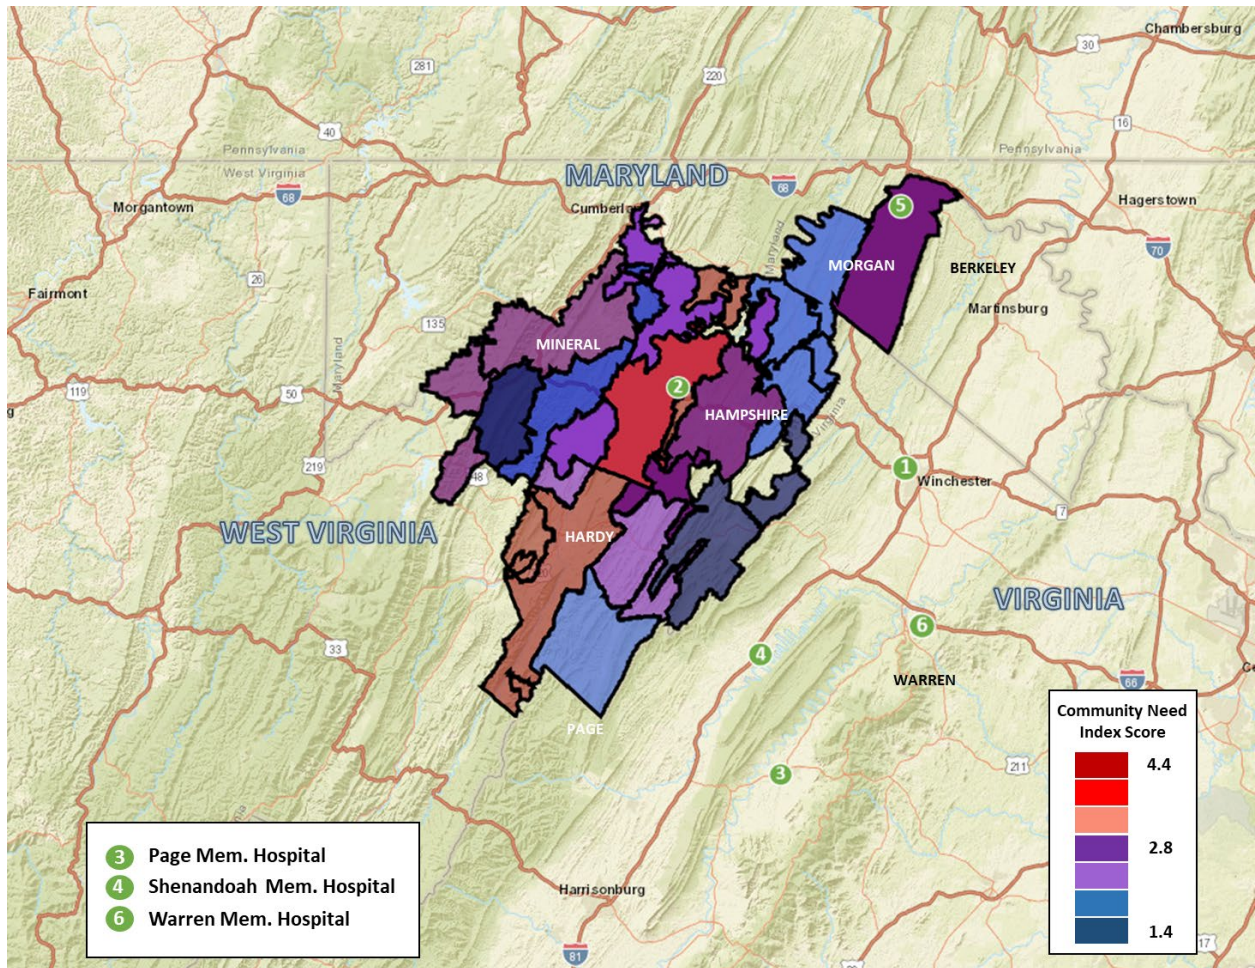 Chambersburg
30
281
220
16
40
Pennsylvania
West Virginia
Pennsylvania
MARYLAND
68
68
Morgantown
Hagerstown
5
70
Maryland
MORGAN
BERKELEY
26
Fairmont
Martinsburg
135
MINERAL
Maryland
119
50
2
HAMPSHIRE
Virginia
219
48
1
Winchester
7
WEST VIRGINIA
HARDY
VIRGINIA
6
33
4
66
WARREN
PAGE
Community Need
Index Score
4.4
2.8
1.4
3
211
3 Page Mem. Hospital
4 Shenandoah Mem. Hospital
6 Warren Mem. Hospital
Harrisonburg
17
81